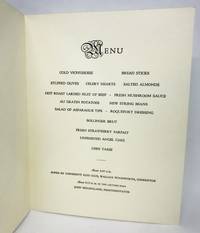 MENU
COLD VICHYSSOISE BREAD STICKS
STUFFED OLIVES CELERY HEARTS SALTED ALMONDS
HOT ROAST LARDED FILET OF BEEF - FRESH MUSHROOM SAUCE
AU GRATIN POTATOES NEW STRING BEANS
SALAD OF ASPARAGUS TIPS - ROQUEFORT DRESSING
BOLLINGER BRUT
FRESH STRAWBERRY PARFAIT
UNFROSTED ANGEL CAKE
DEMI TASSE